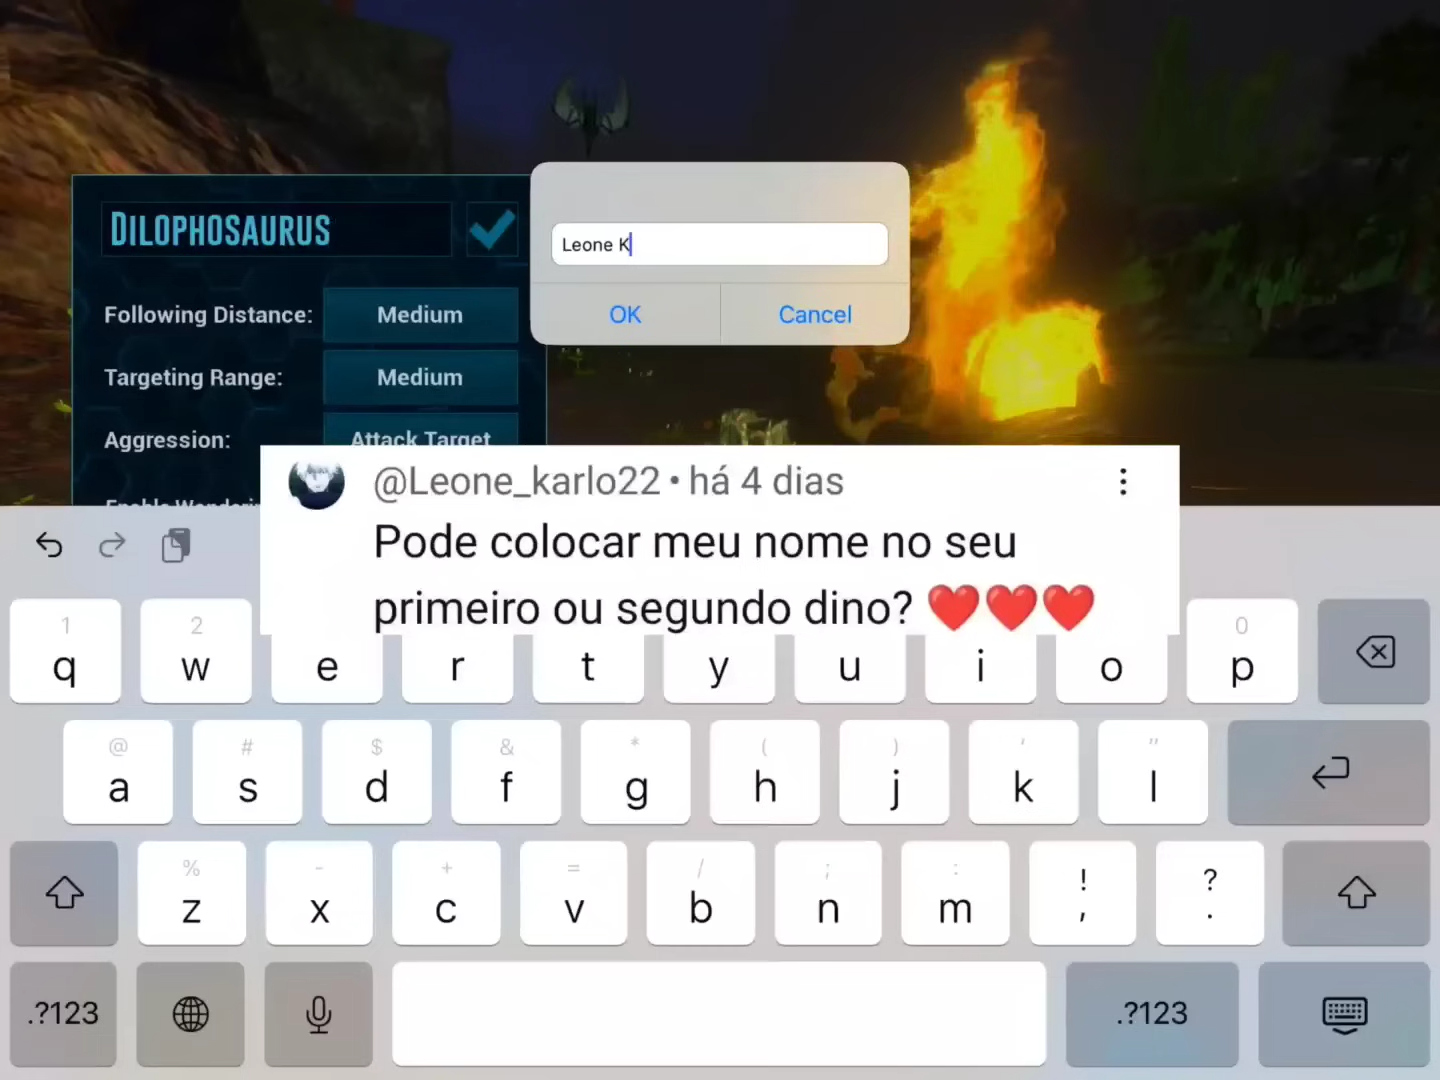 DILOPHOSAURUS
Following Distance: Medium
Targeting Range: Medium
Aggression: Attack Target
Leone K
OK Cancel
@Leone_karlo22 • há 4 dias
Pode colocar meu nome no seu
primeiro ou segundo dino? ❤️❤️❤️
1 2 0
q w e r t y u i o p
@ # $ & * ( ) ' "
a s d f g h j k l
% - + = / ; : ! ?
z x c v b n m , .
.?123 .?123